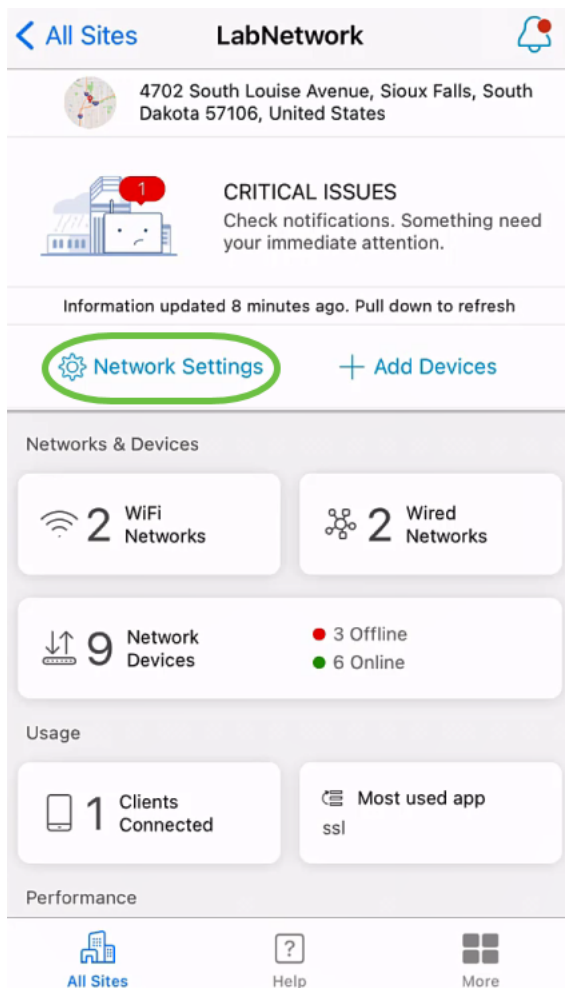 All Sites LabNetwork
4702 South Louise Avenue, Sioux Falls, South
Dakota 57106, United States
1
CRITICAL ISSUES
Check notifications. Something need
your immediate attention.
Information updated 8 minutes ago. Pull down to refresh
Network Settings
Add Devices
Networks & Devices
2 WiFi
Networks
2 Wired
Networks
9 Network
Devices
3 Offline
6 Online
Usage
1 Clients
Connected
Most used app
ssl
Performance
All Sites
?
Help
More